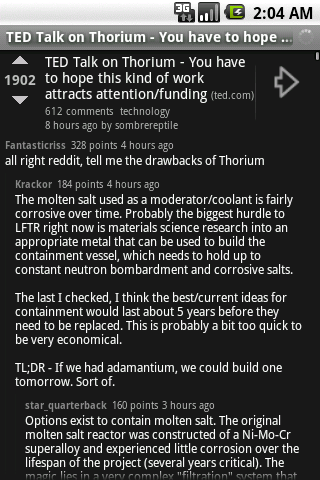 3G 2:04 AM
TED Talk on Thorium - You have to hope ...
TED Talk on Thorium - You have
to hope this kind of work
attracts attention/funding (ted.com)
1902
612 comments technology
8 hours ago by sombrereptile
Fantasticriss 328 points 4 hours ago
all right reddit, tell me the drawbacks of Thorium
Krackor 184 points 4 hours ago
The molten salt used as a moderator/coolant is fairly
corrosive over time. Probably the biggest hurdle to
LFTR right now is materials science research into an
appropriate metal that can be used to build the
containment vessel, which needs to hold up to
constant neutron bombardment and corrosive salts.
The last I checked, I think the best/current ideas for
containment would last about 5 years before they
need to be replaced. This is probably a bit too quick to
be very economical.
TL;DR - If we had adamantium, we could build one
tomorrow. Sort of.
star_quarterback 160 points 3 hours ago
Options exist to contain molten salt. The original
molten salt reactor was constructed of a Ni-Mo-Cr
superalloy and experienced little corrosion over the
lifespan of the project (several years critical). The
magic lies in a very complex "filtration" system that